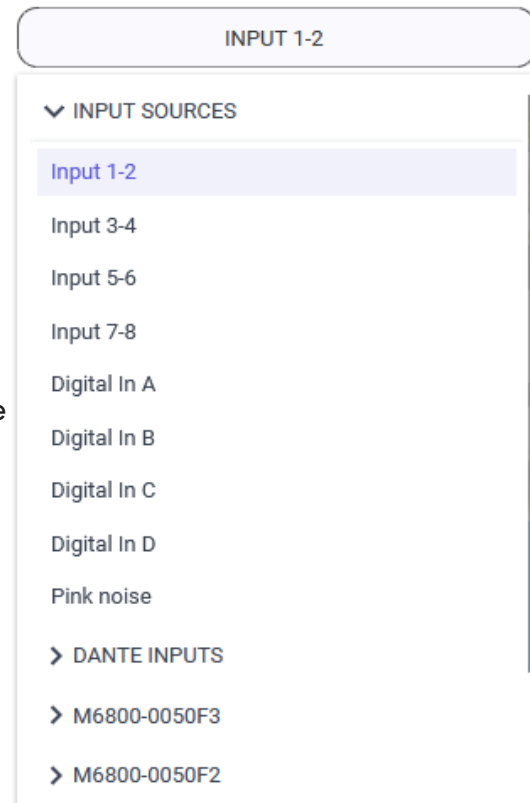 INPUT 1-2
INPUT SOURCES
Input 1-2
Input 3-4
Input 5-6
Input 7-8
Digital In A
e
Digital In B
Digital In C
Digital In D
Pink noise
DANTE INPUTS
M6800-0050F3
M6800-0050F2